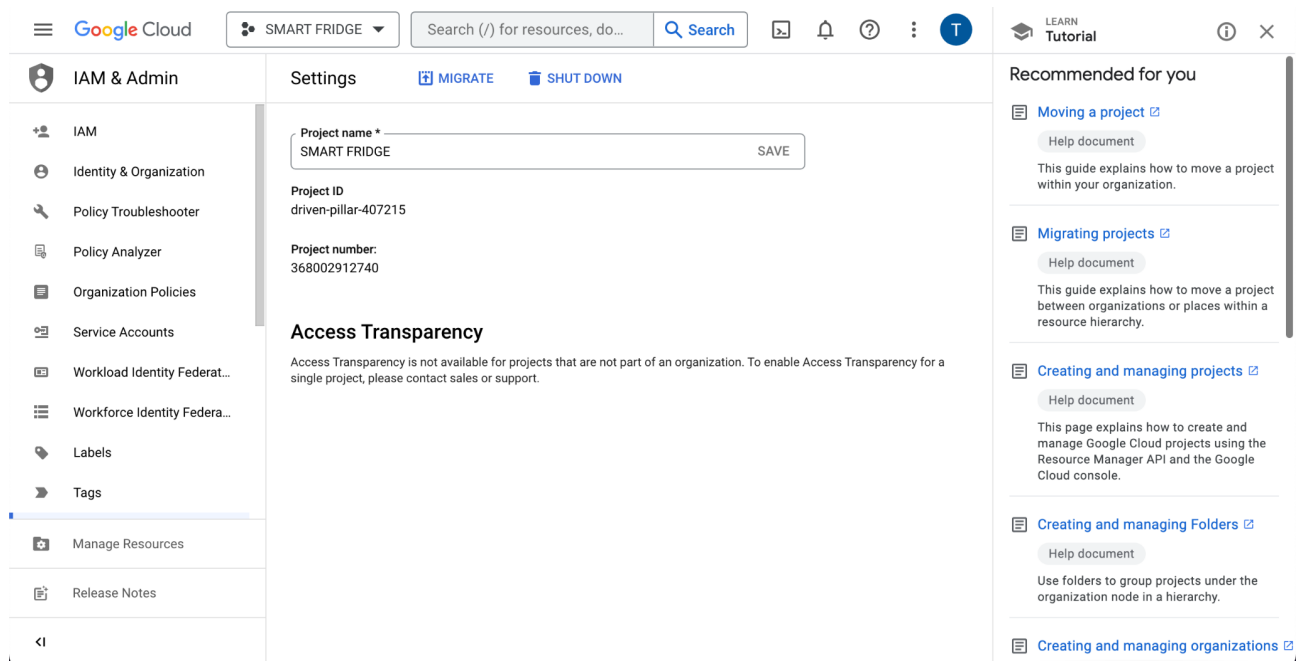 Google Cloud
SMART FRIDGE
Search (/) for resources, do...
Search
T
LEARN
Tutorial
IAM & Admin
IAM
Identity & Organization
Policy Troubleshooter
Policy Analyzer
Organization Policies
Service Accounts
Workload Identity Federat...
Workforce Identity Federa...
Labels
Tags
Manage Resources
Release Notes
Settings
MIGRATE
SHUT DOWN
Project name *
SMART FRIDGE
SAVE
Project ID
driven-pillar-407215
Project number:
368002912740
Access Transparency
Access Transparency is not available for projects that are not part of an organization. To enable Access Transparency for a
single project, please contact sales or support.
Recommended for you
Moving a project
Help document
This guide explains how to move a project
within your organization.
Migrating projects
Help document
This guide explains how to move a project
between organizations or places within a
resource hierarchy.
Creating and managing projects
Help document
This page explains how to create and
manage Google Cloud projects using the
Resource Manager API and the Google
Cloud console.
Creating and managing Folders
Help document
Use folders to group projects under the
organization node in a hierarchy.
Creating and managing organizations